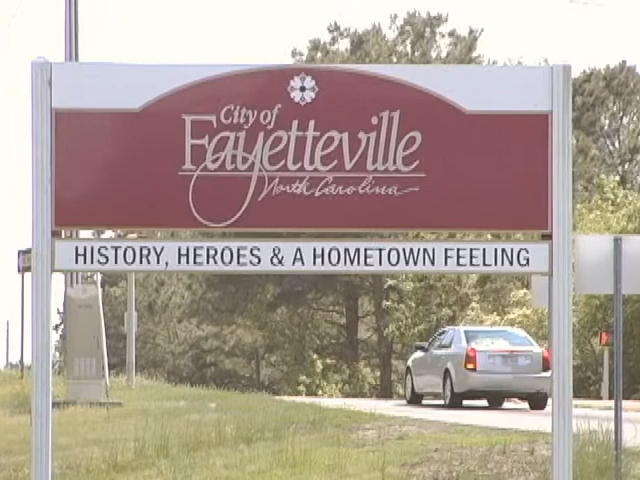 City of
Fayetteville
North Carolina
HISTORY, HEROES & A HOMETOWN FEELING